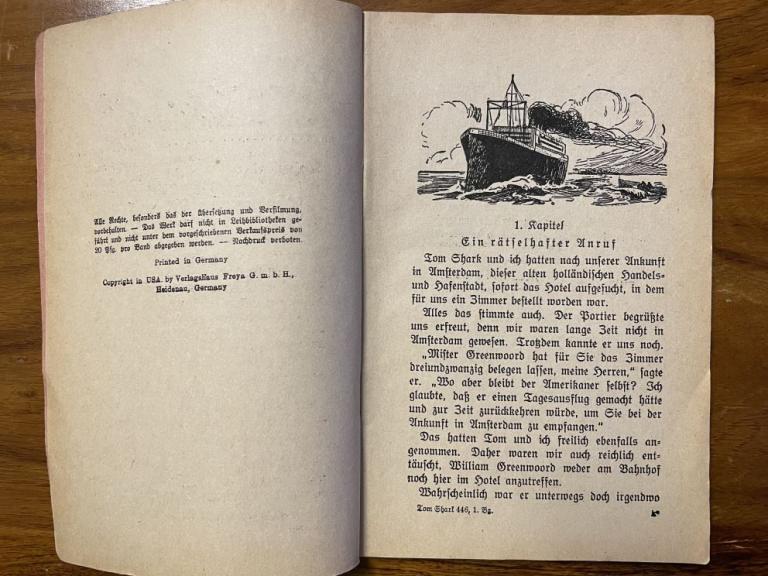 Alle Rechte, besonders das der Übersetzung und Verfilmung,
vorbehalten. — Das Werk darf nicht in Leihbibliotheken ge-
führt und nicht unter dem vorgeschriebenen Verkaufspreis von
20 Pfg. pro Band abgegeben werden. — Nachdruck verboten.
Printed in Germany
Copyright in USA. by VerlagsHaus Freya G. m. b. H.,
Heidenau, Germany
1. Kapitel
Ein rätselhafter Anruf
Tom Shark und ich hatten nach unserer Ankunft
in Amsterdam, dieser alten holländischen Handels-
und Hafenstadt, sofort das Hotel aufgesucht, in dem
für uns ein Zimmer bestellt worden war.
Alles das stimmte auch. Der Portier begrüßte
uns erfreut, denn wir waren lange Zeit nicht in
Amsterdam gewesen. Trotzdem kannte er uns noch.
„Mister Greenwoord hat für Sie das Zimmer
dreiundzwanzig belegen lassen, meine Herren,“ sagte
er. „Wo aber bleibt der Amerikaner selbst? Ich
glaubte, daß er einen Tagesausflug gemacht hätte
und zur Zeit zurückkehren würde, um Sie bei der
Ankunft in Amsterdam zu empfangen.“
Das hatten Tom und ich freilich ebenfalls an-
genommen. Daher waren wir auch reichlich ent-
täuscht, William Greenwoord weder am Bahnhof
noch hier im Hotel anzutreffen.
Wahrscheinlich war er unterwegs doch irgendwo
Tom Shark 446, 1. Bg.